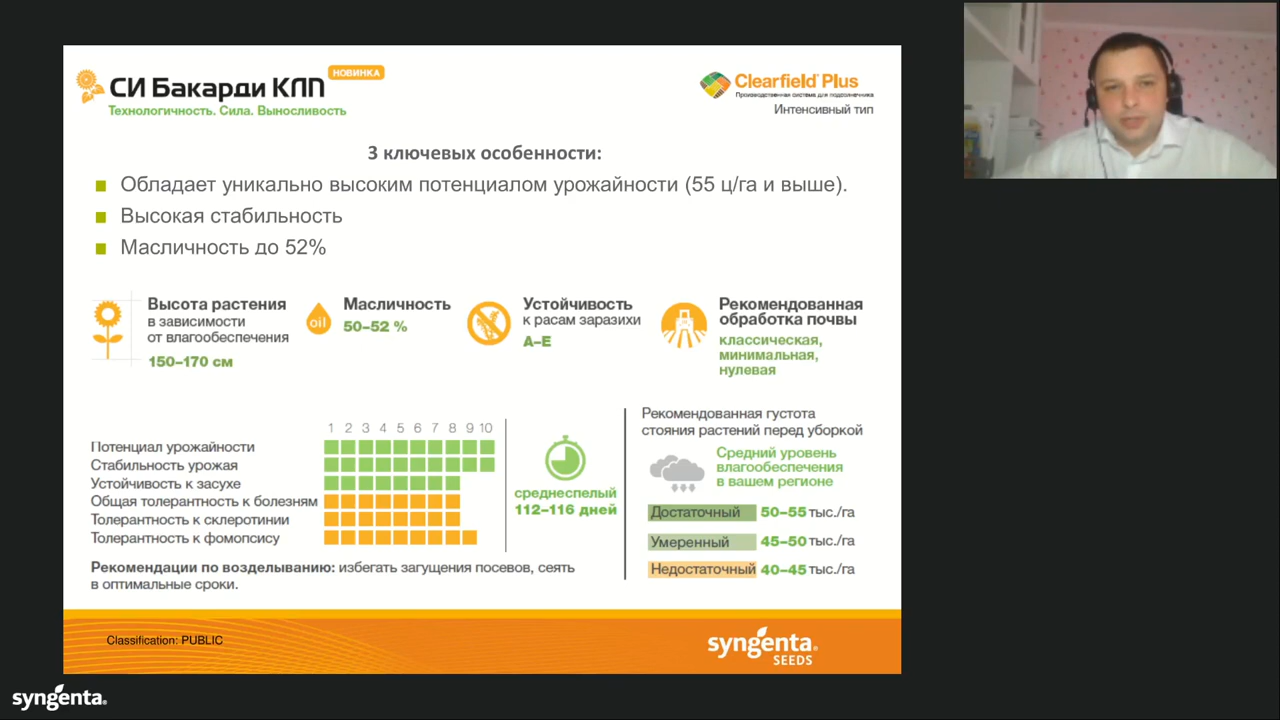 СИ Бакарди КЛП
НОВИНКА
Технологичность. Сила. Выносливость
Clearfield® Plus
Производственная система для подсолнечника
Интенсивный тип
3 ключевых особенности:
Обладает уникально высоким потенциалом урожайности (55 ц/га и выше).
Высокая стабильность
Масличность до 52%
Высота растения
в зависимости
от влагообеспечения
150–170 см
oil
Масличность
50–52 %
Устойчивость
к расам заразихи
A–E
Рекомендованная
обработка почвы
классическая,
минимальная,
нулевая
1 2 3 4 5 6 7 8 9 10
Потенциал урожайности
Стабильность урожая
Устойчивость к засухе
Общая толерантность к болезням
Толерантность к склеротинии
Толерантность к фомопсису
среднеспелый
112–116 дней
Рекомендованная густота
стояния растений перед уборкой
Средний уровень
влагообеспечения
в вашем регионе
Достаточный 50–55 тыс./га
Умеренный 45–50 тыс./га
Недостаточный 40–45 тыс./га
Рекомендации по возделыванию: избегать загущения посевов, сеять
в оптимальные сроки.
Classification: PUBLIC
syngenta®
SEEDS
syngenta®